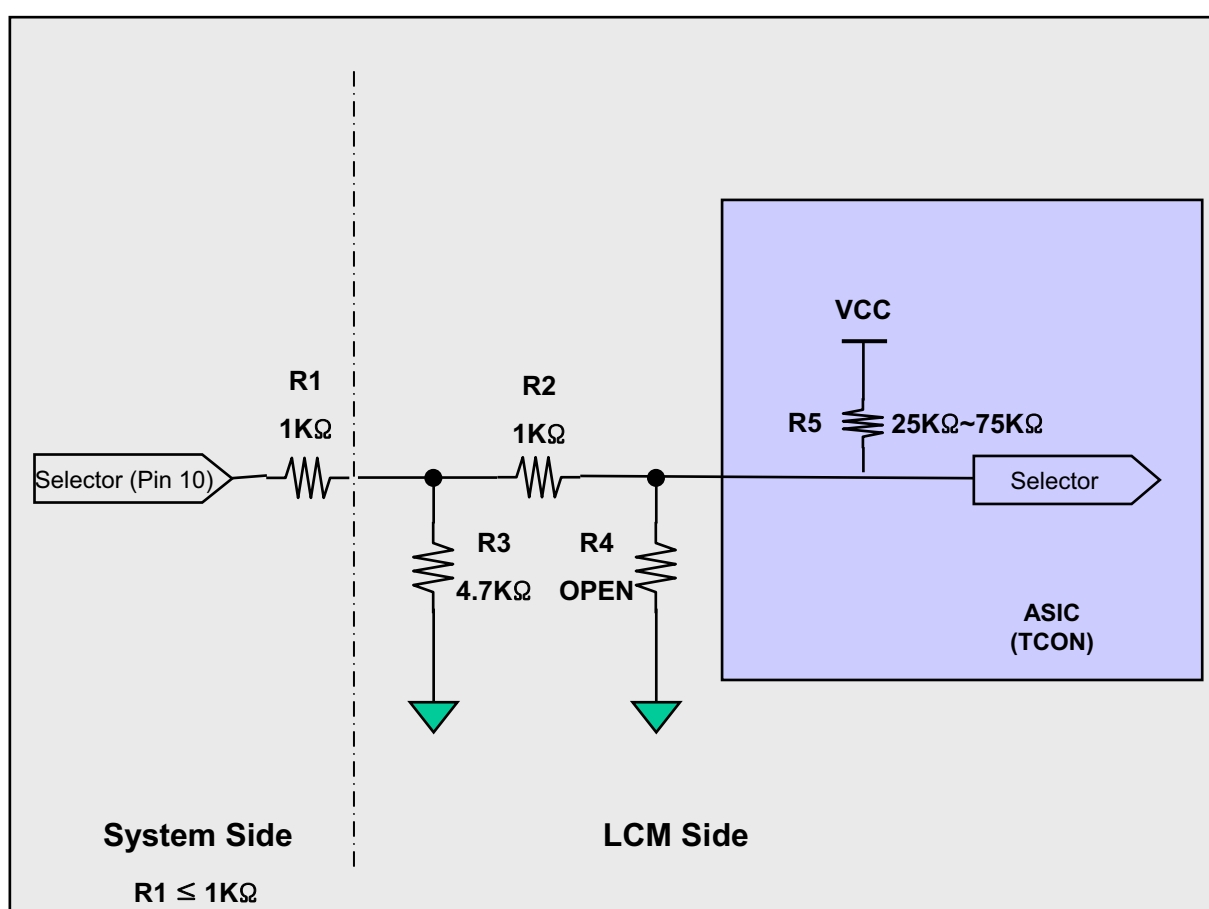 VCC
R1
R2
1KΩ
1KΩ
R5
25KΩ~75KΩ
Selector (Pin 10)
Selector
R3
4.7KΩ
R4
OPEN
ASIC
(TCON)
System Side
LCM Side
R1 ≤ 1KΩ